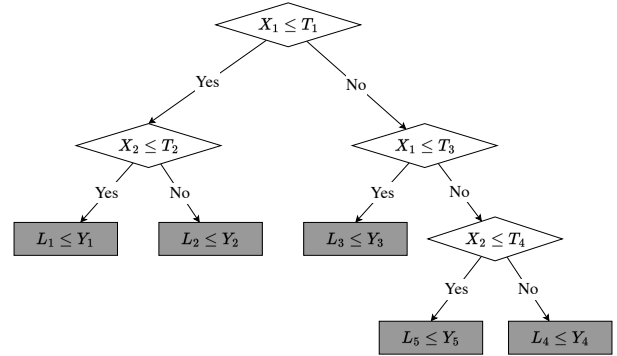 X₁ ≤ T₁
Yes
No
X₂ ≤ T₂
X₁ ≤ T₃
Yes
No
Yes
No
L₁ ≤ Y₁
L₂ ≤ Y₂
L₃ ≤ Y₃
X₂ ≤ T₄
Yes
No
L₅ ≤ Y₅
L₄ ≤ Y₄